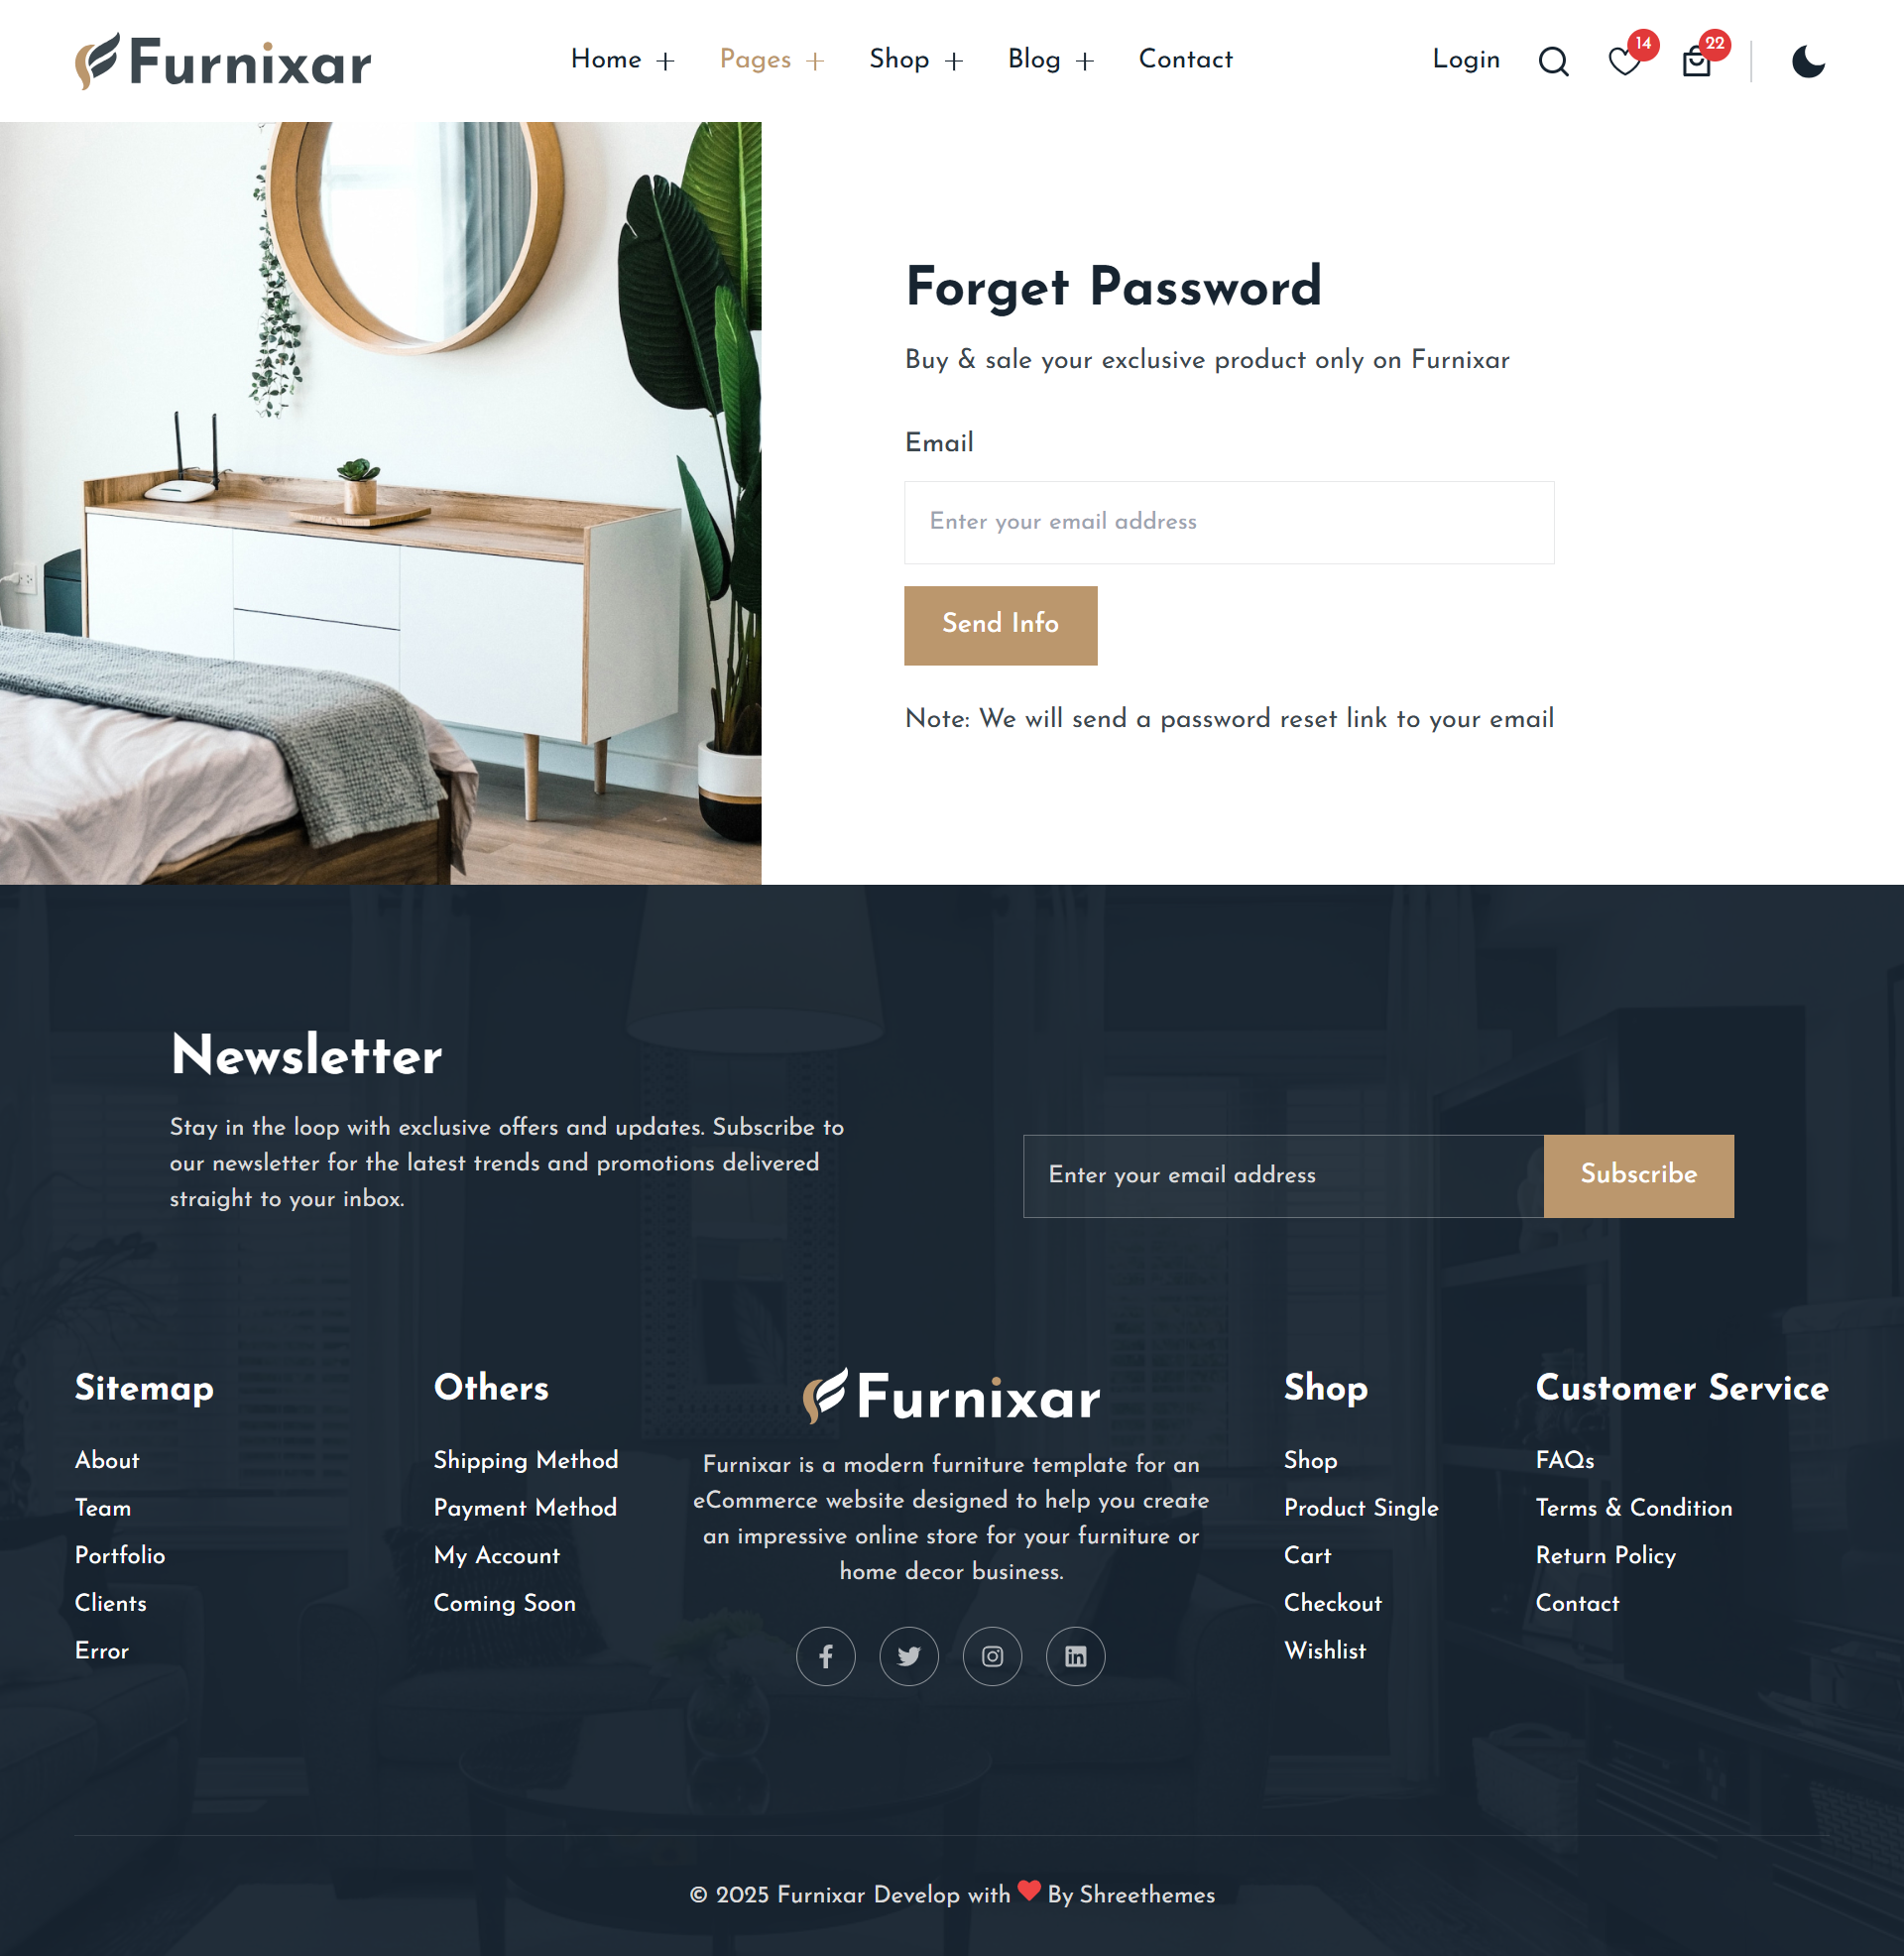 Furnixar
Home
Pages
Shop
Blog
Contact
Login
14
22
Forget Password
Buy & sale your exclusive product only on Furnixar
Email
Enter your email address
Send Info
Note: We will send a password reset link to your email
Newsletter
Stay in the loop with exclusive offers and updates. Subscribe to
our newsletter for the latest trends and promotions delivered
straight to your inbox.
Enter your email address
Subscribe
Sitemap
About
Team
Portfolio
Clients
Error
Others
Shipping Method
Payment Method
My Account
Coming Soon
Furnixar
Furnixar is a modern furniture template for an
eCommerce website designed to help you create
an impressive online store for your furniture or
home decor business.
Shop
Shop
Product Single
Cart
Checkout
Wishlist
Customer Service
FAQs
Terms & Condition
Return Policy
Contact
© 2025 Furnixar Develop with ❤ By Shreethemes